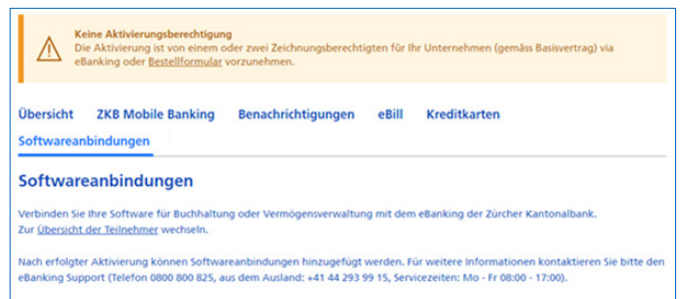 Keine Aktivierungsberechtigung
Die Aktivierung ist von einem oder zwei Zeichnungsberechtigten für Ihr Unternehmen (gemäss Basisvertrag) via
eBanking oder Bestellformular vorzunehmen.
Übersicht ZKB Mobile Banking Benachrichtigungen eBill Kreditkarten
Softwareanbindungen
Softwareanbindungen
Verbinden Sie Ihre Software für Buchhaltung oder Vermögensverwaltung mit dem eBanking der Zürcher Kantonalbank.
Zur Übersicht der Teilnehmer wechseln.
Nach erfolgter Aktivierung können Softwareanbindungen hinzugefügt werden. Für weitere Informationen kontaktieren Sie bitte den
eBanking Support (Telefon 0800 800 825, aus dem Ausland: +41 44 293 99 15, Servicezeiten: Mo - Fr 08:00 - 17:00).